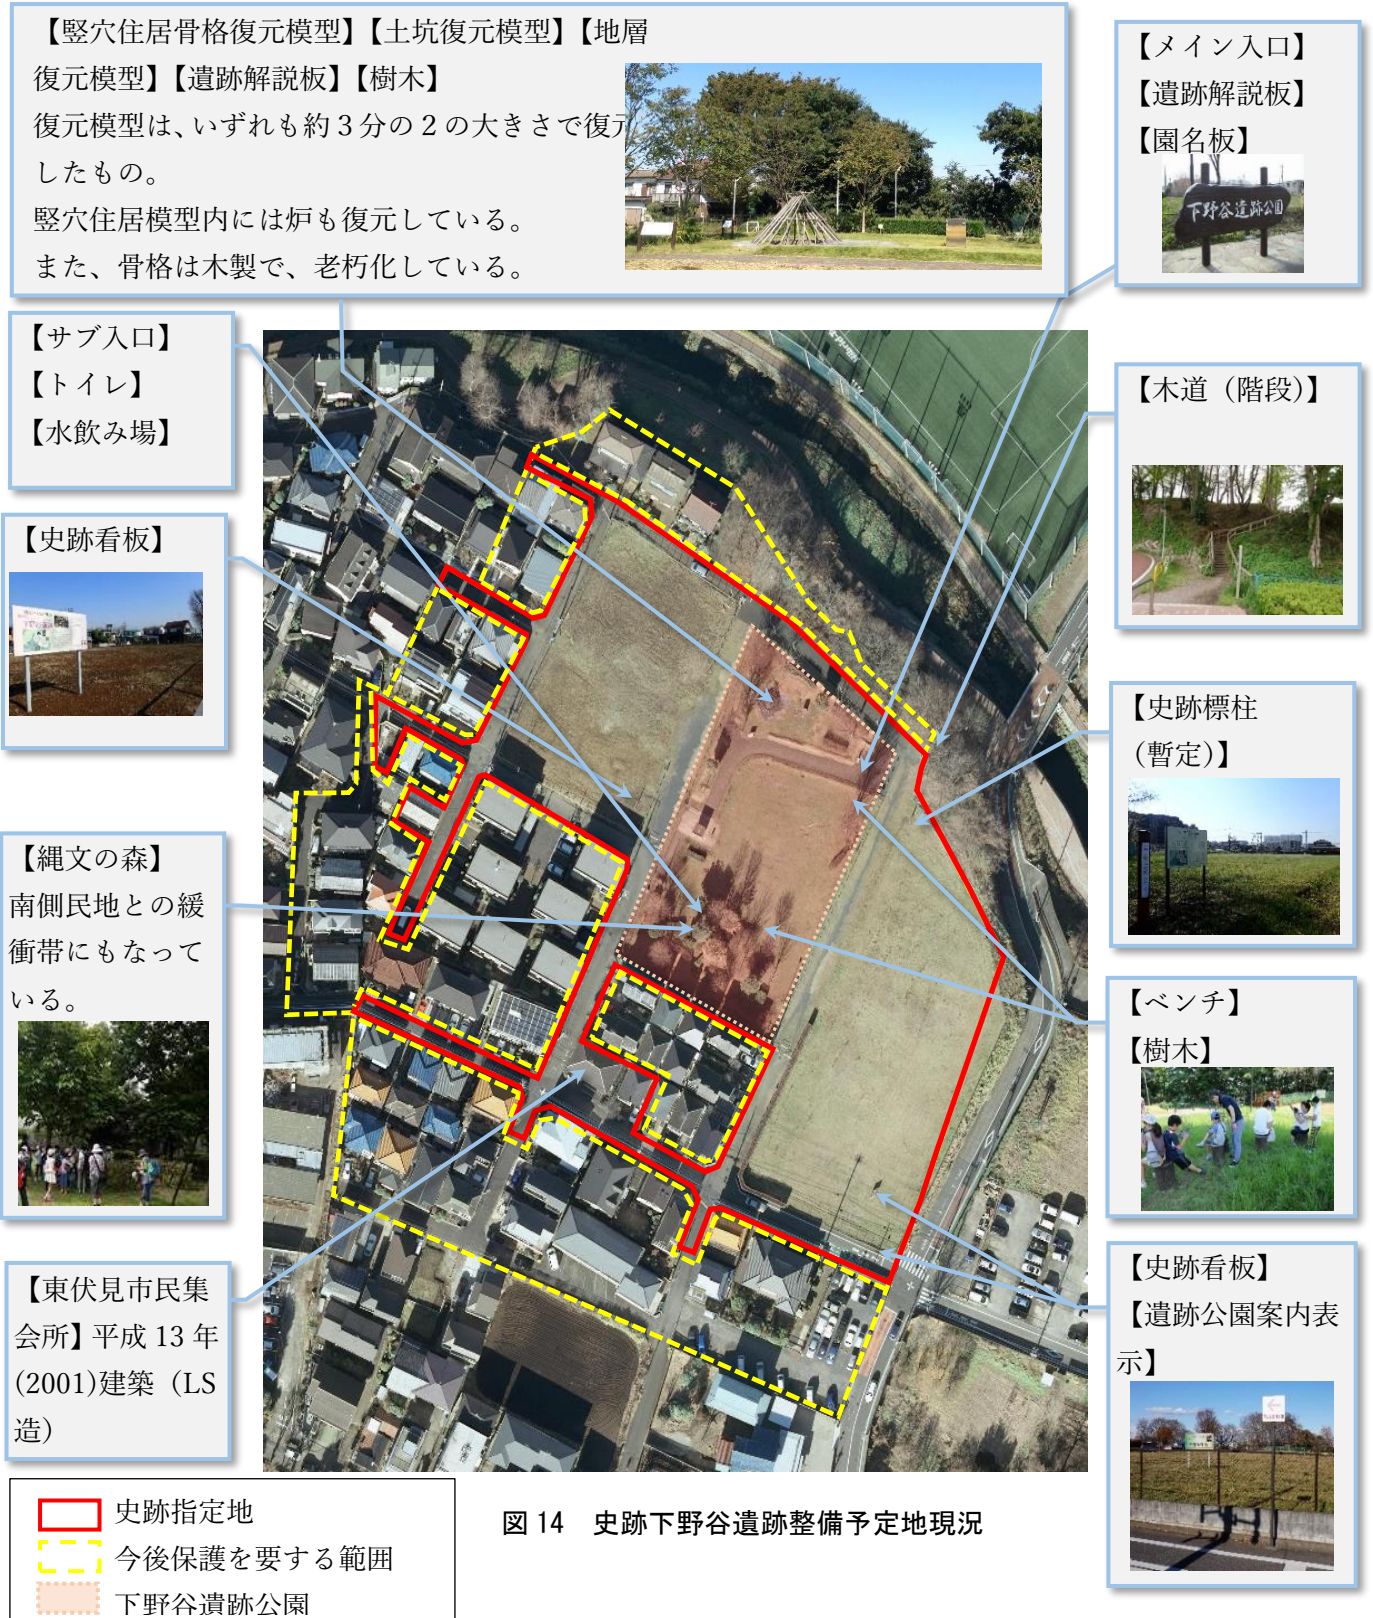 【竪穴住居骨格復元模型】【土坑復元模型】【地層
復元模型】【遺跡解説板】【樹木】
復元模型は、いずれも約３分の２の大きさで復元
したもの。
竪穴住居模型内には炉も復元している。
また、骨格は木製で、老朽化している。
【メイン入口】
【遺跡解説板】
【園名板】
下野谷遺跡公園
【サブ入口】
【トイレ】
【水飲み場】
【木道（階段）】
【史跡看板】
【史跡標柱
（暫定）】
【縄文の森】
南側民地との緩
衝帯にもなって
いる。
【ベンチ】
【樹木】
【東伏見市民集
会所】平成 13 年
(2001)建築（LS
造）
【史跡看板】
【遺跡公園案内表
示】
史跡指定地
今後保護を要する範囲
下野谷遺跡公園
図 14　史跡下野谷遺跡整備予定地現況